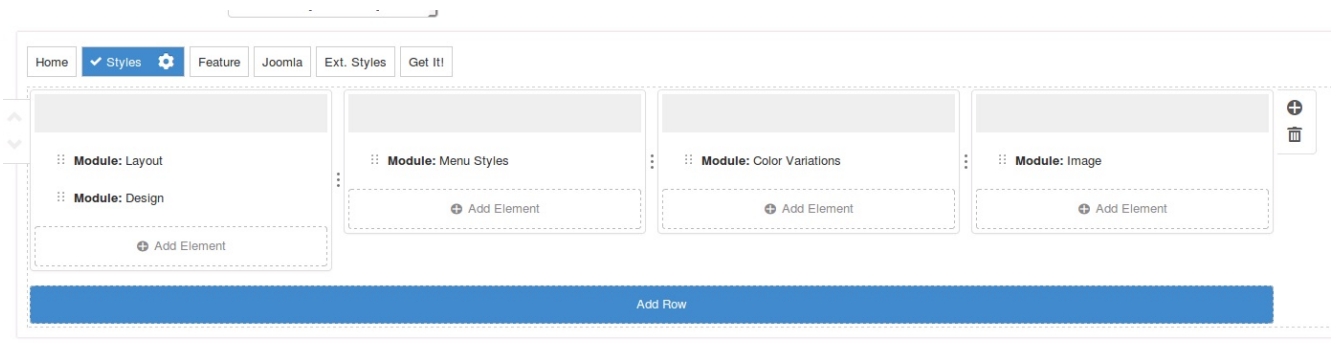 Home Styles Feature Joomla Ext. Styles Get It!
Module: Layout Module: Menu Styles Module: Color Variations Module: Image
Module: Design Add Element Add Element Add Element
Add Element
Add Row